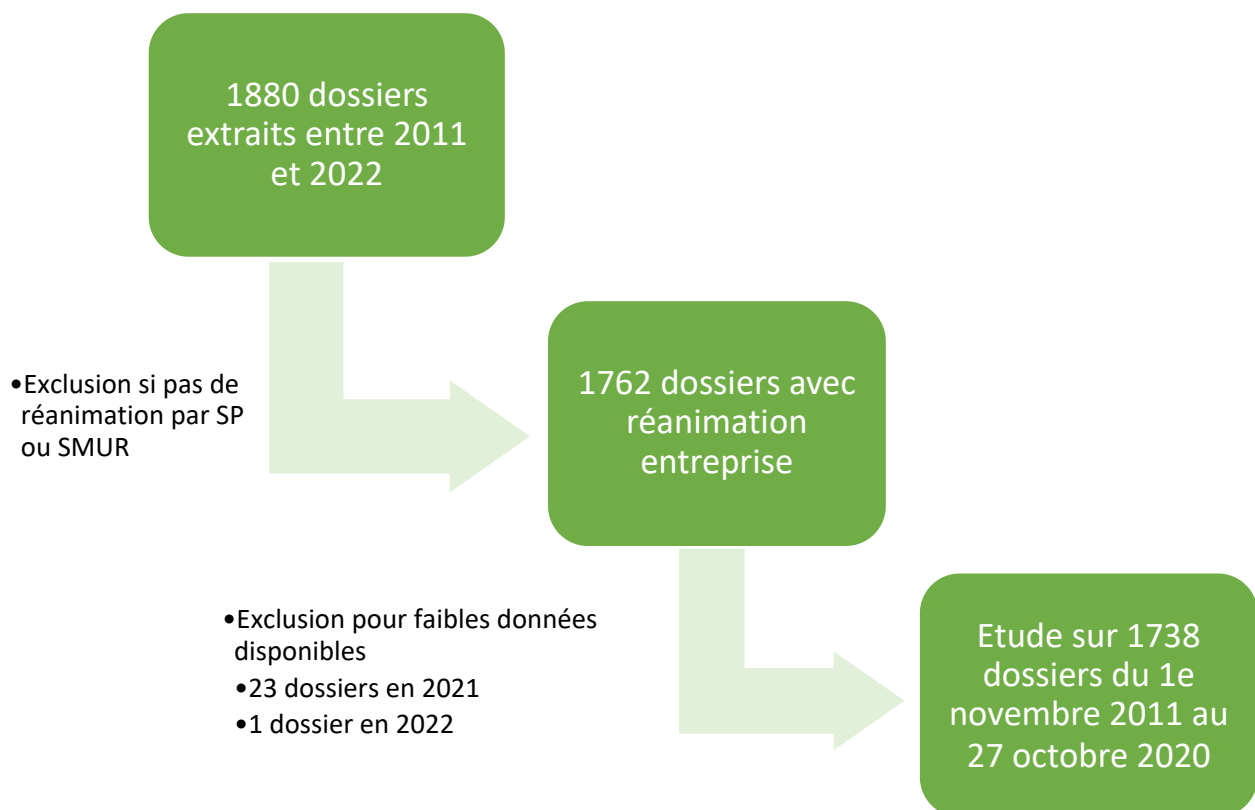 1880 dossiers
extraits entre 2011
et 2022
•Exclusion si pas de
réanimation par SP
ou SMUR
1762 dossiers avec
réanimation
entreprise
•Exclusion pour faibles données
disponibles
•23 dossiers en 2021
•1 dossier en 2022
Etude sur 1738
dossiers du 1e
novembre 2011 au
27 octobre 2020